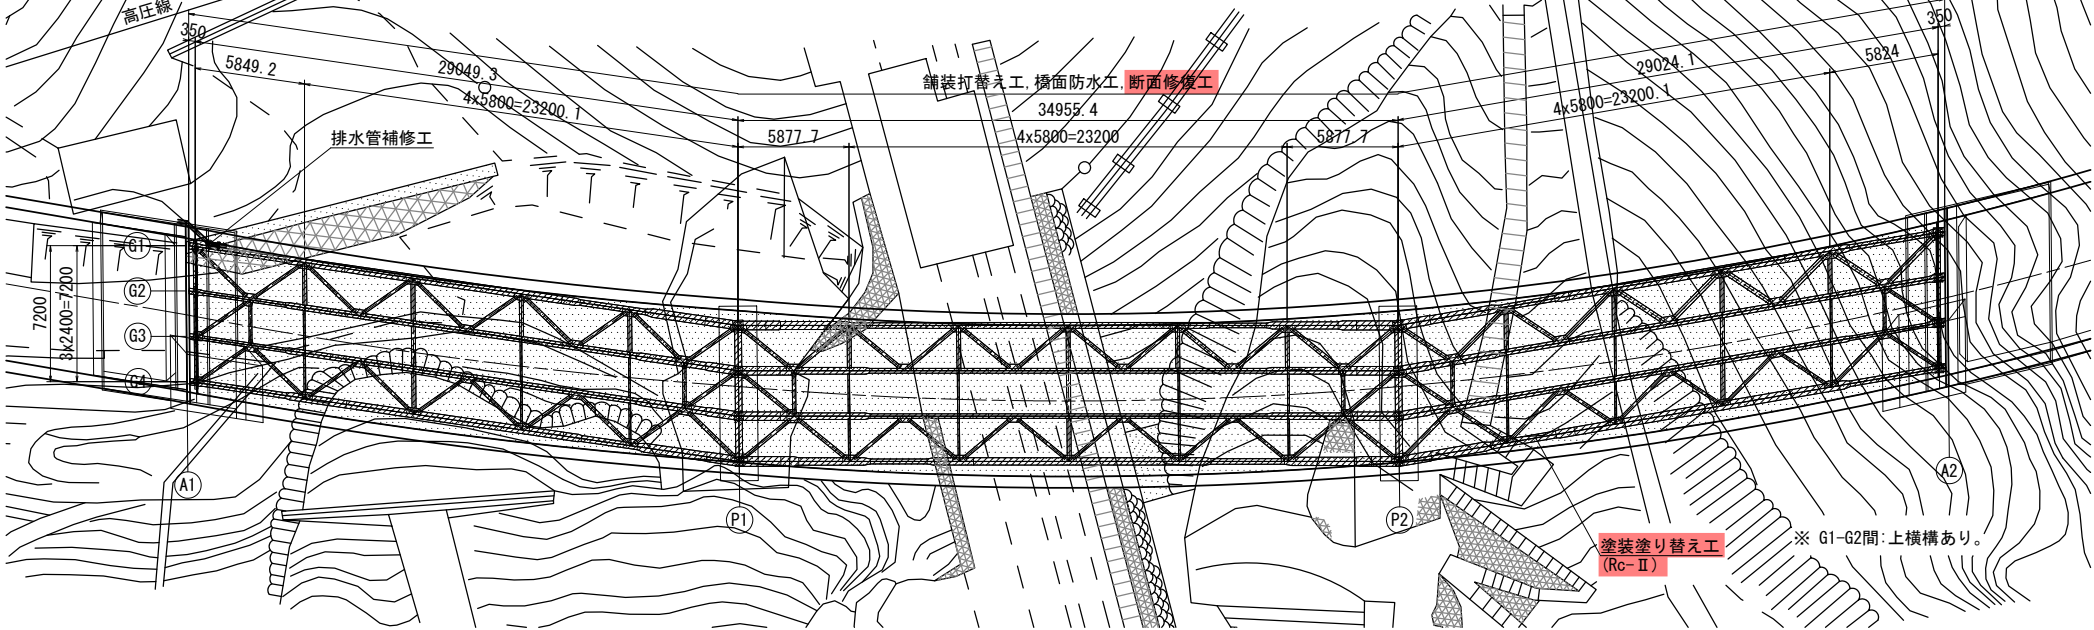 高圧線
350
350
5849.2
29049.3
4x5800=23200.1
舗装打替え工,橋面防水工,断面修復工
34955.4
5877.7
4x5800=23200
5877.7
29024.1
4x5800=23200.1
5824
排水管補修工
G1
G2
G3
G4
7200
3x2400=7200
A1
P1
P2
A2
塗装塗り替え工
(Rc-Ⅱ)
※ G1-G2間:上横構あり。